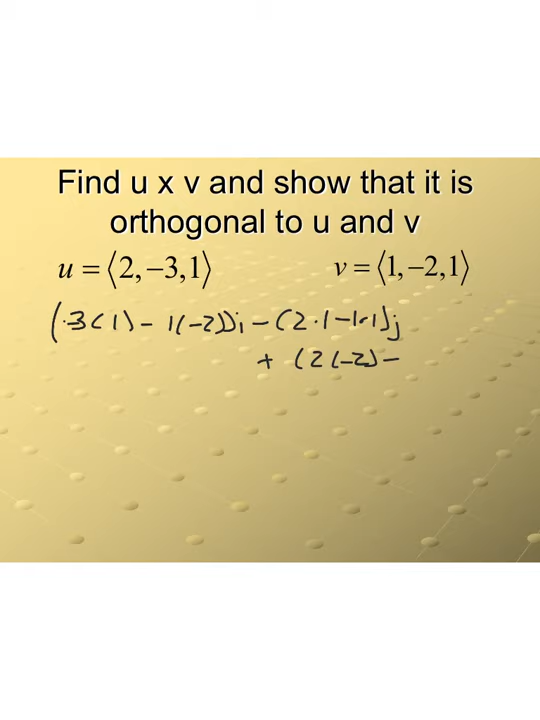 Find u x v and show that it is
orthogonal to u and v
u = ⟨2, −3, 1⟩ v = ⟨1, −2, 1⟩
(-3(1) − 1(−2))i − (2·1 − 1·1)j
+ (2(−2) −